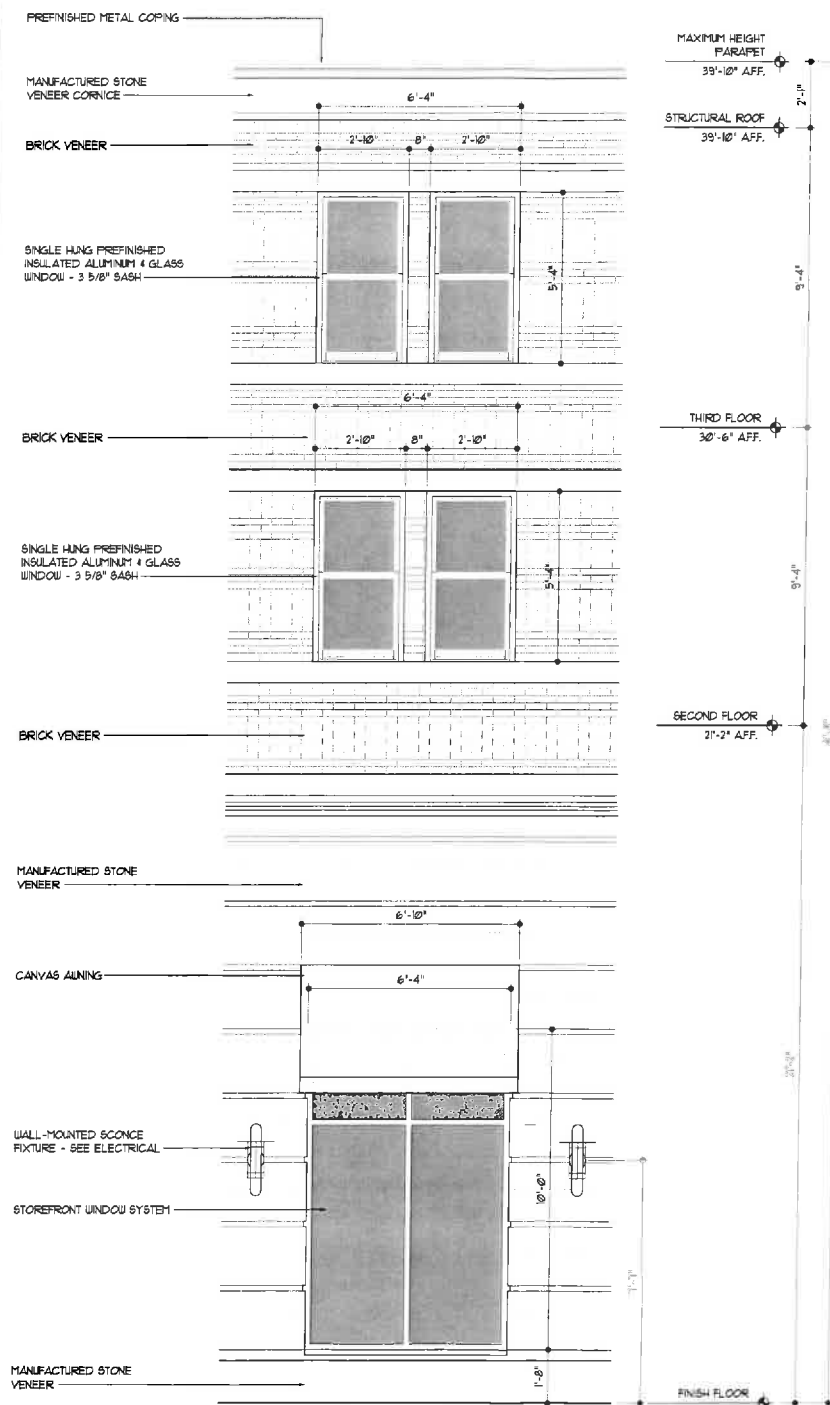 PREFINISHED METAL COPING
MAXIMUM HEIGHT
PARAPET
39'-10" AFF.
2'-1"
MANUFACTURED STONE
VENEER CORNICE
6'-4"
STRUCTURAL ROOF
39'-10" AFF.
BRICK VENEER
2'-10" 8" 2'-10"
SINGLE HUNG PREFINISHED
INSULATED ALUMINUM & GLASS
WINDOW - 3 5/8" SASH
5'-4"
9'-4"
6'-4"
THIRD FLOOR
30'-6" AFF.
BRICK VENEER
2'-10" 8" 2'-10"
SINGLE HUNG PREFINISHED
INSULATED ALUMINUM & GLASS
WINDOW - 3 5/8" SASH
5'-4"
9'-4"
SECOND FLOOR
21'-2" AFF.
BRICK VENEER
MANUFACTURED STONE
VENEER
6'-10"
CANVAS AWNING
6'-4"
WALL-MOUNTED SCONCE
FIXTURE - SEE ELECTRICAL
10'-0"
STOREFRONT WINDOW SYSTEM
MANUFACTURED STONE
VENEER
1'-8"
FINISH FLOOR